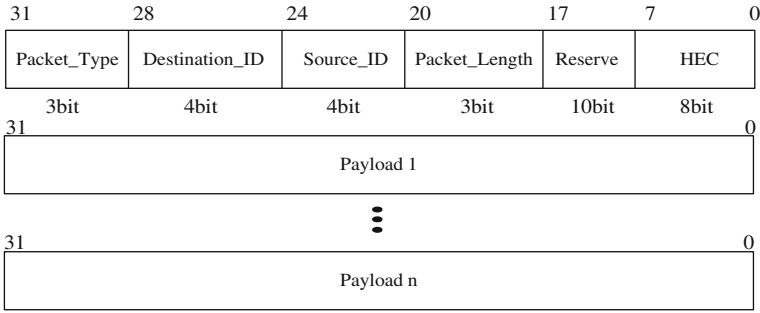 31 28 24 20 17 7 0
Packet_Type Destination_ID Source_ID Packet_Length Reserve HEC
3bit 4bit 4bit 3bit 10bit 8bit
31 0
Payload 1
31 0
Payload n